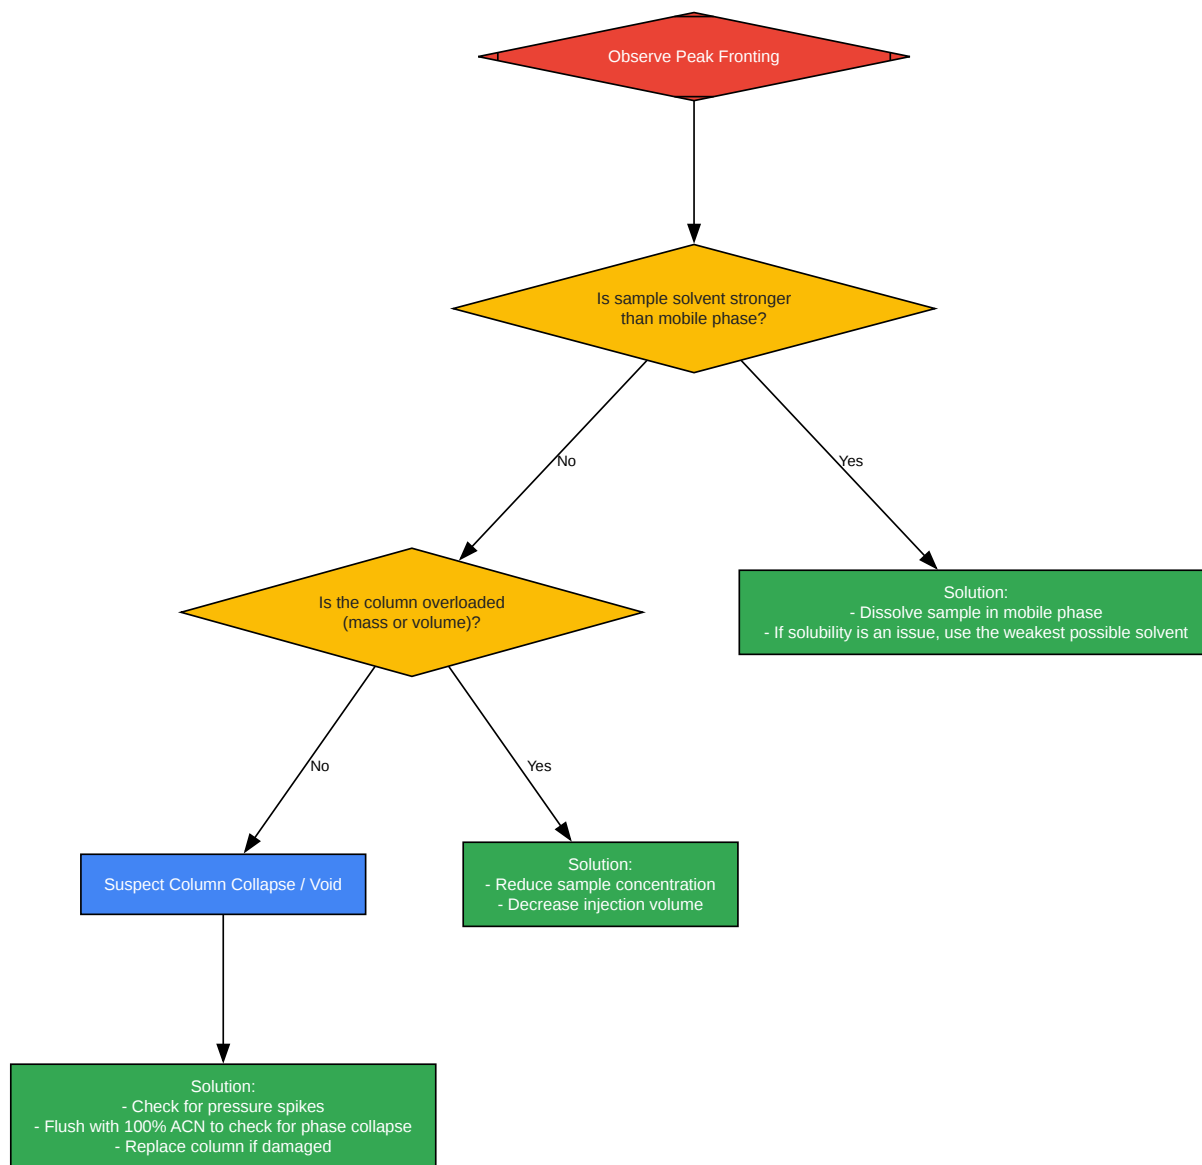 Observe Peak Fronting
Is sample solvent stronger
than mobile phase?
No
Yes
Is the column overloaded
(mass or volume)?
Solution:
- Dissolve sample in mobile phase
- If solubility is an issue, use the weakest possible solvent
No
Yes
Suspect Column Collapse / Void
Solution:
- Reduce sample concentration
- Decrease injection volume
Solution:
- Check for pressure spikes
- Flush with 100% ACN to check for phase collapse
- Replace column if damaged